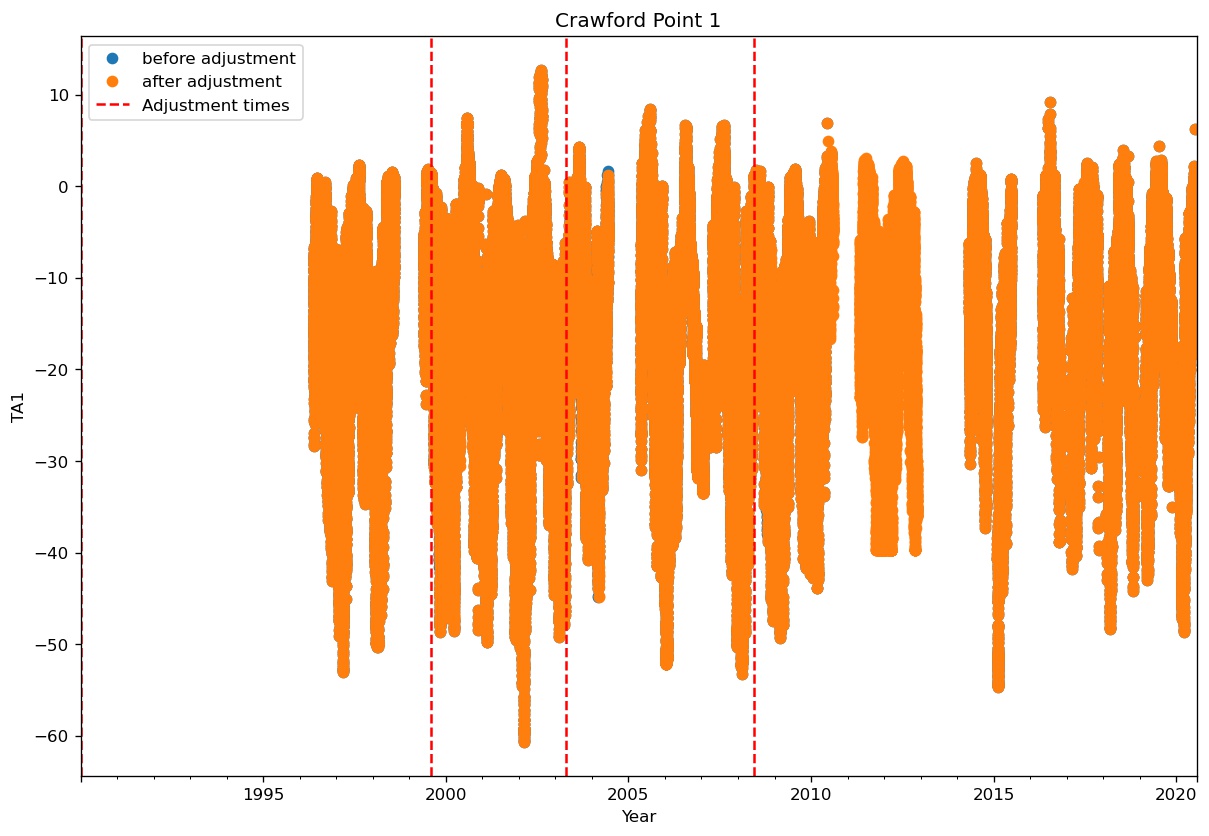 Crawford Point 1
before adjustment
after adjustment
Adjustment times
10
0
−10
−20
−30
−40
−50
−60
TA1
1995
2000
2005
2010
2015
2020
Year